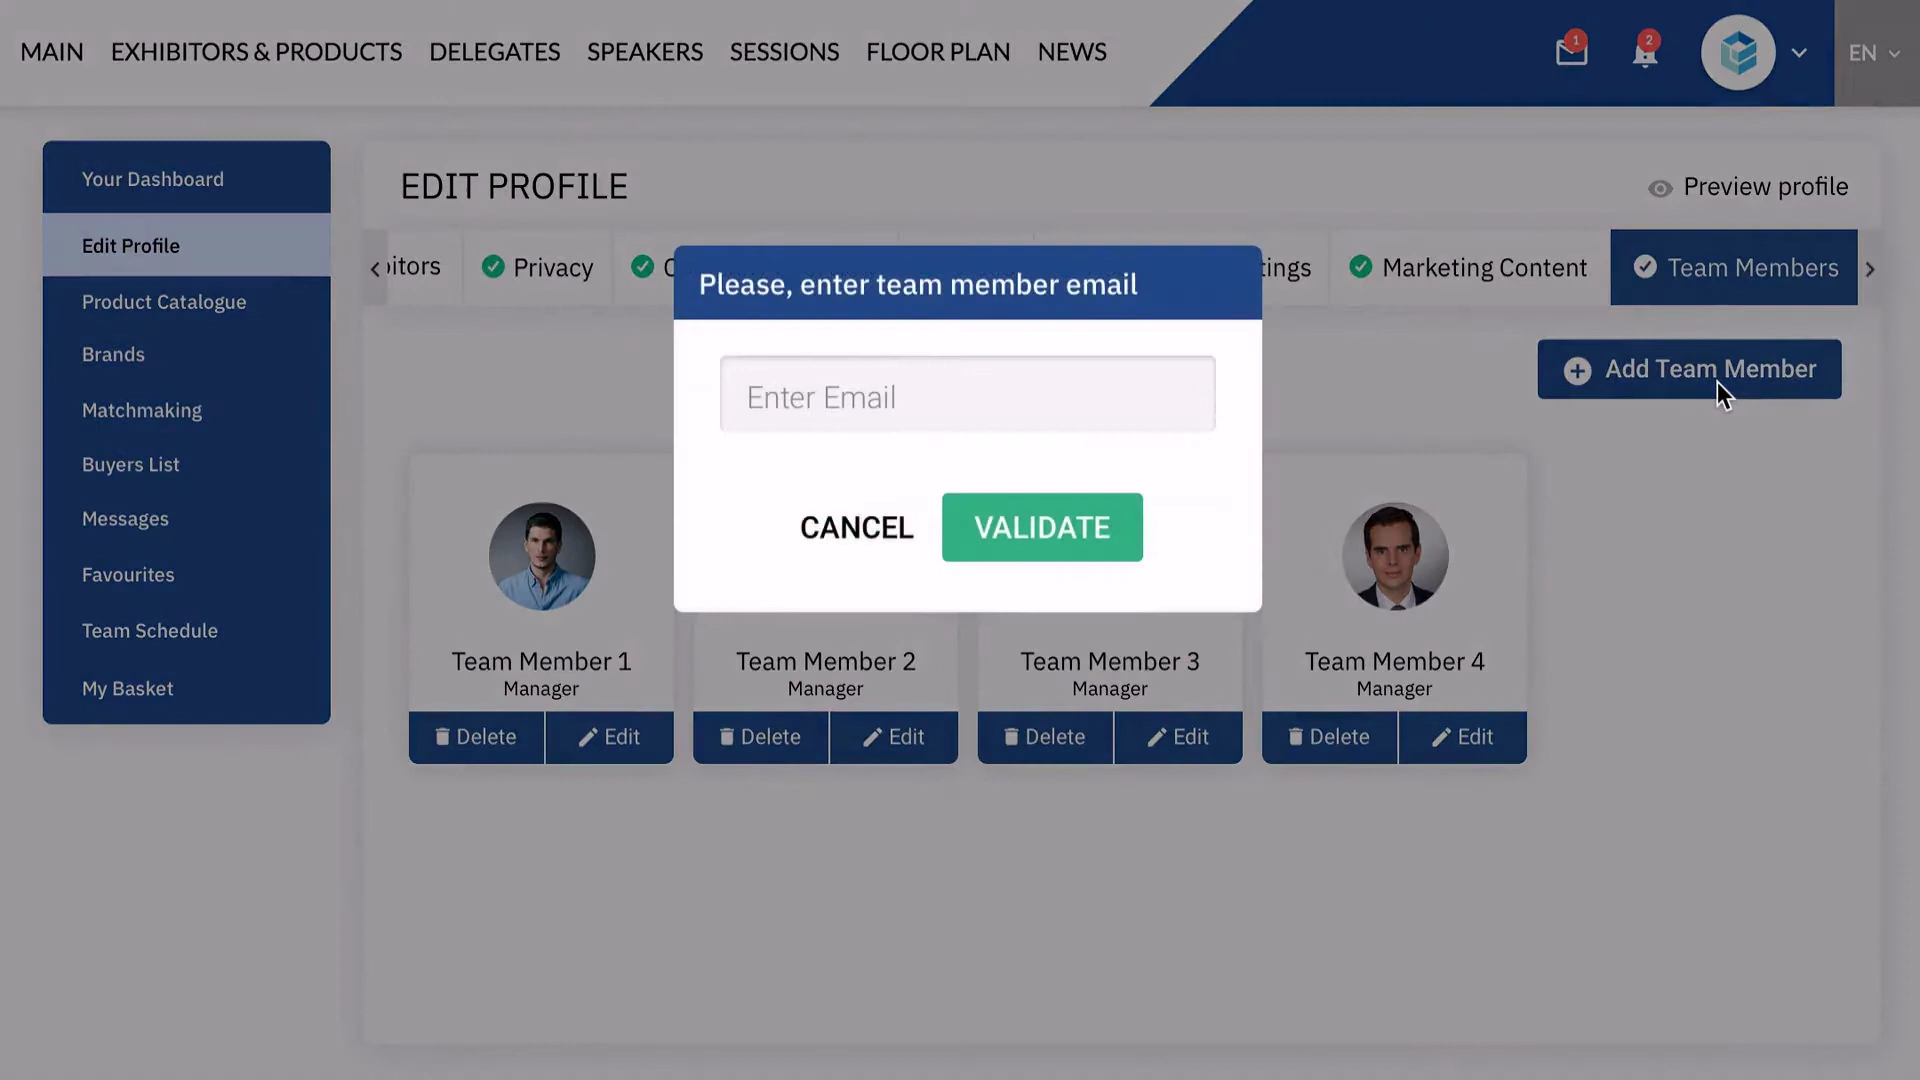 MAIN EXHIBITORS & PRODUCTS DELEGATES SPEAKERS SESSIONS FLOOR PLAN NEWS 1 2 EN
Your Dashboard
Edit Profile
Product Catalogue
Brands
Matchmaking
Buyers List
Messages
Favourites
Team Schedule
My Basket
EDIT PROFILE
Preview profile
itors Privacy C tings Marketing Content Team Members
Add Team Member
Please, enter team member email
Enter Email
CANCEL VALIDATE
Team Member 1
Manager
Delete Edit
Team Member 2
Manager
Delete Edit
Team Member 3
Manager
Delete Edit
Team Member 4
Manager
Delete Edit